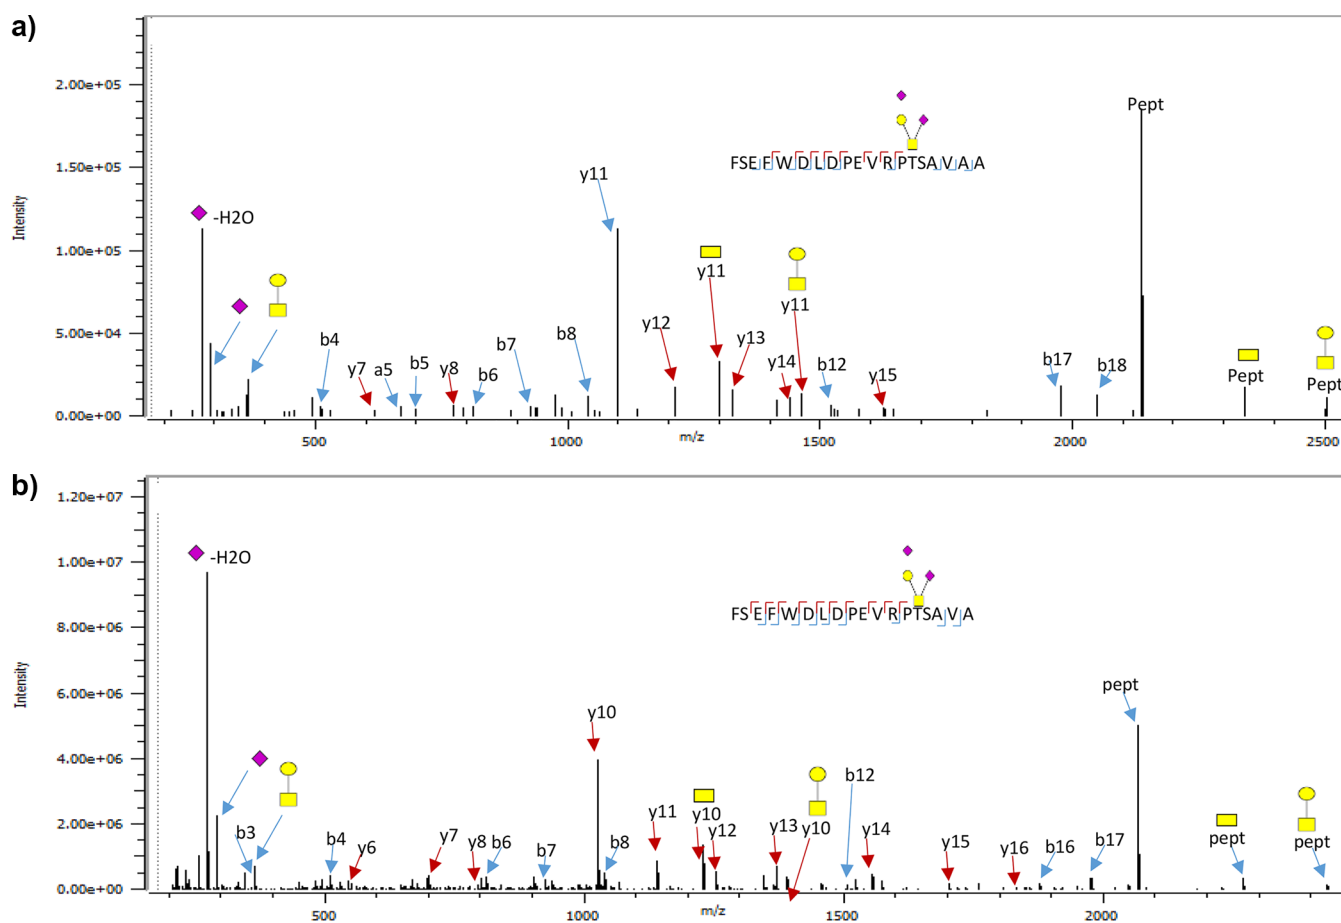 a)
Intensity
2.00e+05
1.50e+05
1.00e+05
5.00e+04
0.00e+00
-H2O
b4
y7
a5
b5
y8
b6
b7
b8
y11
y12
y11
y13
y11
y14
b12
y15
FSEFWDLDPEVRPTSAVAA
b17
b18
Pept
Pept
Pept
500
1000
m/z
1500
2000
2500
b)
Intensity
1.20e+07
1.00e+07
8.00e+06
6.00e+06
4.00e+06
2.00e+06
0.00e+00
-H2O
b3
b4
y6
y7
y8
b6
b7
y10
b8
y11
y10
y12
y13
y10
b12
y14
FSEFWDLDPEVRPTSAVA
y15
y16
b16
b17
pept
pept
pept
500
1000
m/z
1500
2000